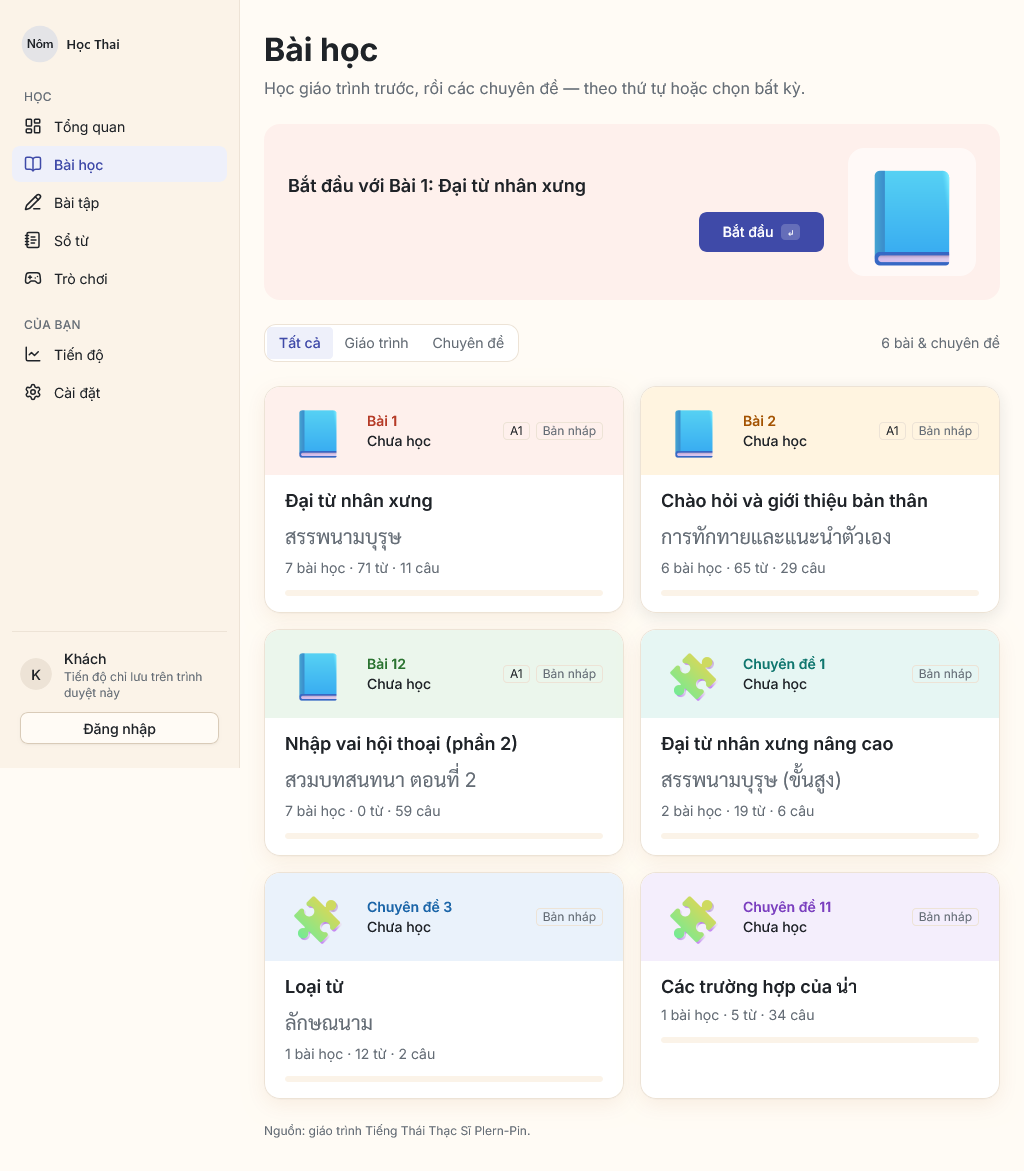 Nôm Học Thai
HỌC
Tổng quan
Bài học
Bài tập
Sổ từ
Trò chơi
CỦA BẠN
Tiến độ
Cài đặt
K
Khách
Tiến độ chỉ lưu trên trình
duyệt này
Đăng nhập
Bài học
Học giáo trình trước, rồi các chuyên đề — theo thứ tự hoặc chọn bất kỳ.
Bắt đầu với Bài 1: Đại từ nhân xưng
Bắt đầu ↲
Tất cả Giáo trình Chuyên đề
6 bài & chuyên đề
Bài 1
Chưa học
A1 Bản nháp
Đại từ nhân xưng
สรรพนามบุรุษ
7 bài học · 71 từ · 11 câu
Bài 2
Chưa học
A1 Bản nháp
Chào hỏi và giới thiệu bản thân
การทักทายและแนะนำตัวเอง
6 bài học · 65 từ · 29 câu
Bài 12
Chưa học
A1 Bản nháp
Nhập vai hội thoại (phần 2)
สวมบทสนทนา ตอนที่ 2
7 bài học · 0 từ · 59 câu
Chuyên đề 1
Chưa học
Bản nháp
Đại từ nhân xưng nâng cao
สรรพนามบุรุษ (ขั้นสูง)
2 bài học · 19 từ · 6 câu
Chuyên đề 3
Chưa học
Bản nháp
Loại từ
ลักษณนาม
1 bài học · 12 từ · 2 câu
Chuyên đề 11
Chưa học
Bản nháp
Các trường hợp của น่า
1 bài học · 5 từ · 34 câu
Nguồn: giáo trình Tiếng Thái Thạc Sĩ Plern-Pin.